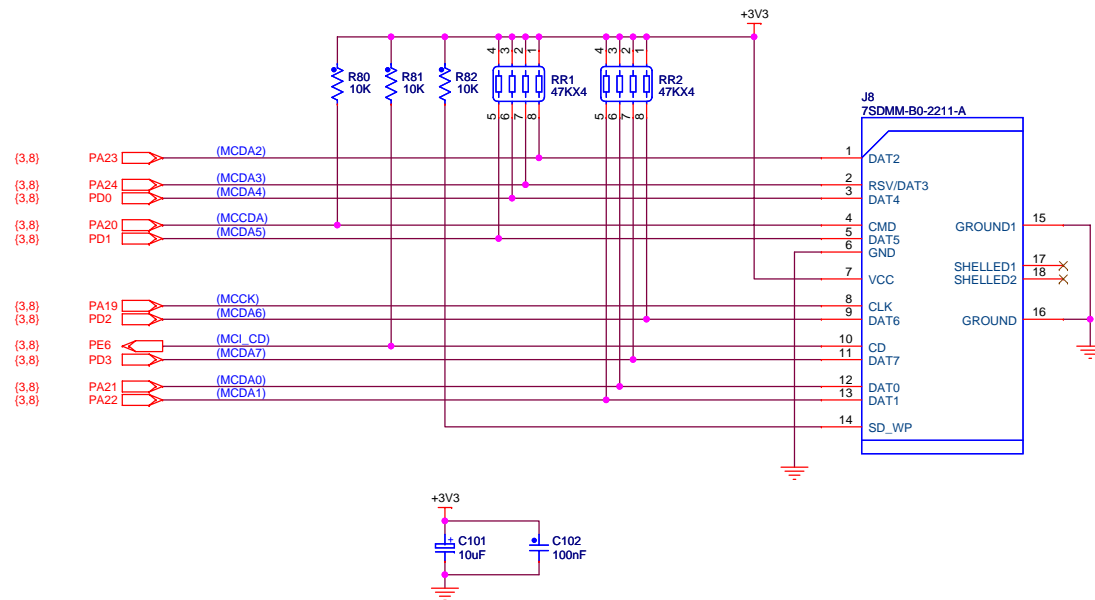 +3V3
4 3 2 1 4 3 2 1
R80 10K
R81 10K
R82 10K
RR1 47KX4
RR2 47KX4
5 6 7 8 5 6 7 8
J8
7SDMM-B0-2211-A
{3,8} PA23 (MCDA2) 1 DAT2
{3,8} PA24 (MCDA3) 2 RSV/DAT3
{3,8} PD0 (MCDA4) 3 DAT4
{3,8} PA20 (MCCDA) 4 CMD GROUND1 15
{3,8} PD1 (MCDA5) 5 DAT5
6 GND
SHELLED1 17
7 VCC SHELLED2 18
{3,8} PA19 (MCCK) 8 CLK
{3,8} PD2 (MCDA6) 9 DAT6 GROUND 16
{3,8} PE6 (MCI_CD) 10 CD
{3,8} PD3 (MCDA7) 11 DAT7
{3,8} PA21 (MCDA0) 12 DAT0
{3,8} PA22 (MCDA1) 13 DAT1
14 SD_WP
+3V3
+ C101 10uF
C102 100nF